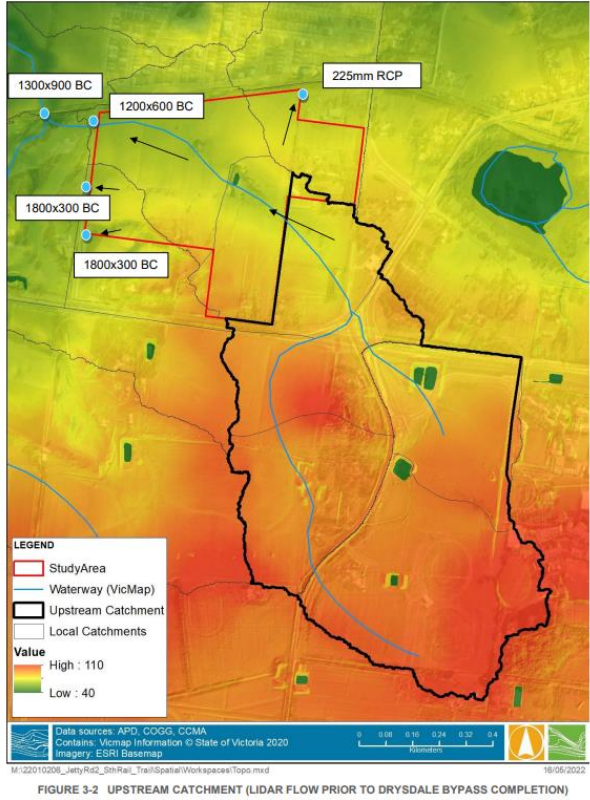 225mm RCP
1300x900 BC
1200x600 BC
1800x300 BC
1800x300 BC
LEGEND
StudyArea
Waterway (VicMap)
Upstream Catchment
Local Catchments
Value
High : 110
Low : 40
Data sources: APD, COGG, CCMA
Contains: Vicmap Information © State of Victoria 2020
Imagery: ESRI Basemap
0 0.08 0.16 0.24 0.32 0.4
Kilometers
M:\22010206_JettyRd2_SthRail_Trail\Spatial\Workspaces\Topo.mxd
16/05/2022
FIGURE 3-2 UPSTREAM CATCHMENT (LIDAR FLOW PRIOR TO DRYSDALE BYPASS COMPLETION)